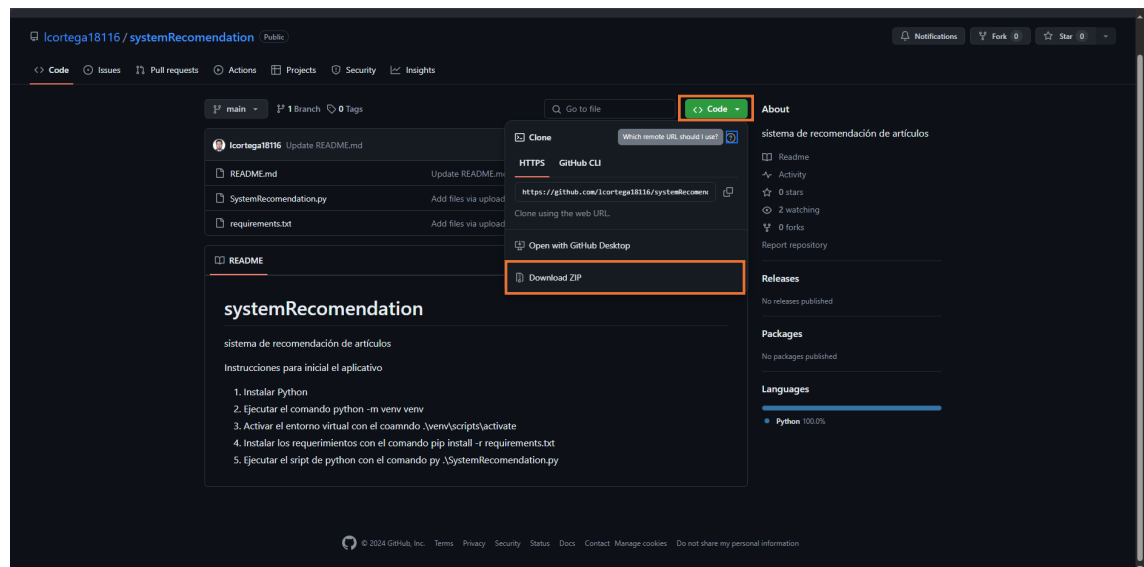 lcortega18116 / systemRecomendation Public
Notifications Fork 0 Star 0
Code Issues Pull requests Actions Projects Security Insights
main 1 Branch 0 Tags Go to file Code
lcortega18116 Update README.md
README.md Update README.m
SystemRecomendation.py Add files via upload
requirements.txt Add files via upload
Clone Which remote URL should I use?
HTTPS GitHub CLI
https://github.com/lcortega18116/systemRecomen
Clone using the web URL.
Open with GitHub Desktop
Download ZIP
README
systemRecomendation
sistema de recomendación de artículos
Instrucciones para inicial el aplicativo
1. Instalar Python
2. Ejecutar el comando python -m venv venv
3. Activar el entorno virtual con el coamndo .\venv\scripts\activate
4. Instalar los requerimientos con el comando pip install -r requirements.txt
5. Ejecutar el sript de python con el comando py .\SystemRecomendation.py
About
sistema de recomendación de artículos
Readme
Activity
0 stars
2 watching
0 forks
Report repository
Releases
No releases published
Packages
No packages published
Languages
Python 100.0%
© 2024 GitHub, Inc. Terms Privacy Security Status Docs Contact Manage cookies Do not share my personal information